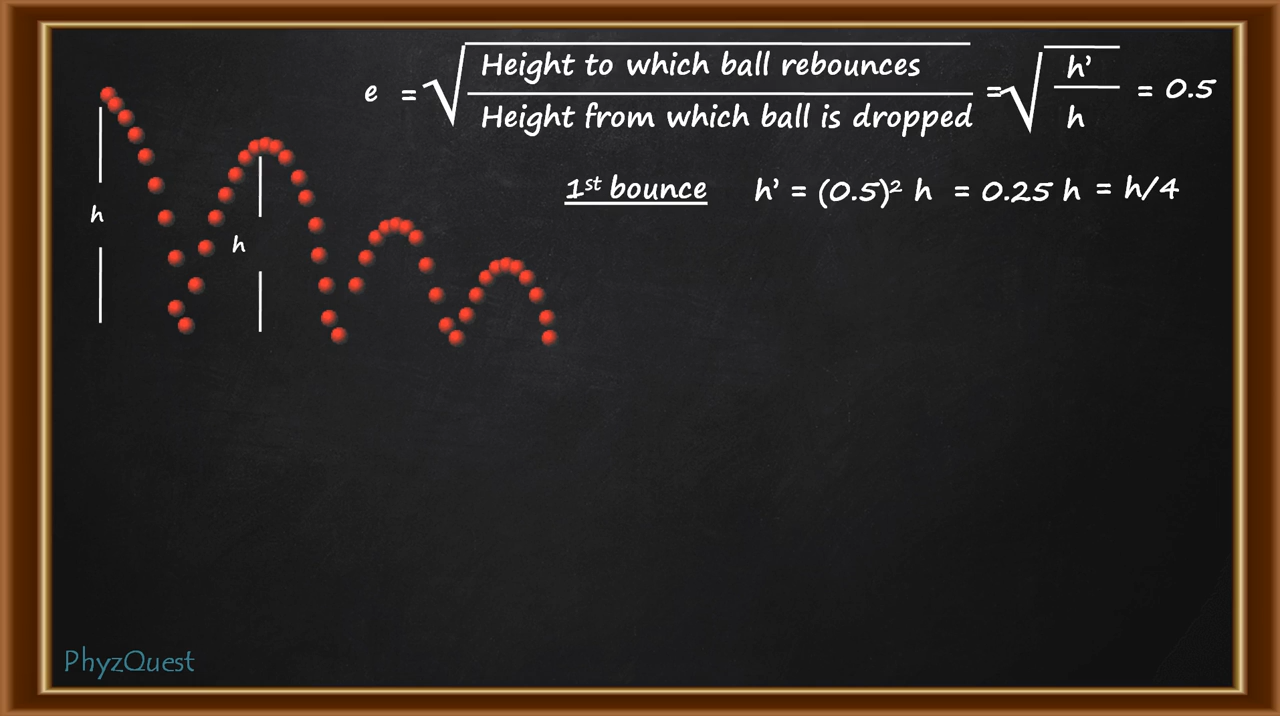 e = √ Height to which ball rebounces / Height from which ball is dropped = √ h’ / h = 0.5
1st bounce h’ = (0.5)² h = 0.25 h = h/4
h
h
PhyzQuest